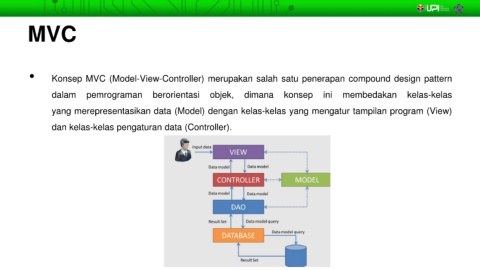 UPI
MVC
• Konsep MVC (Model-View-Controller) merupakan salah satu penerapan compound design pattern
dalam pemrograman berorientasi objek, dimana konsep ini membedakan kelas-kelas
yang merepresentasikan data (Model) dengan kelas-kelas yang mengatur tampilan program (View)
dan kelas-kelas pengaturan data (Controller).
Input data
VIEW
Data model Data model
CONTROLLER MODEL
Data model Data model
DAO
Result Set Data model query
DATABASE Data model query
Result Set